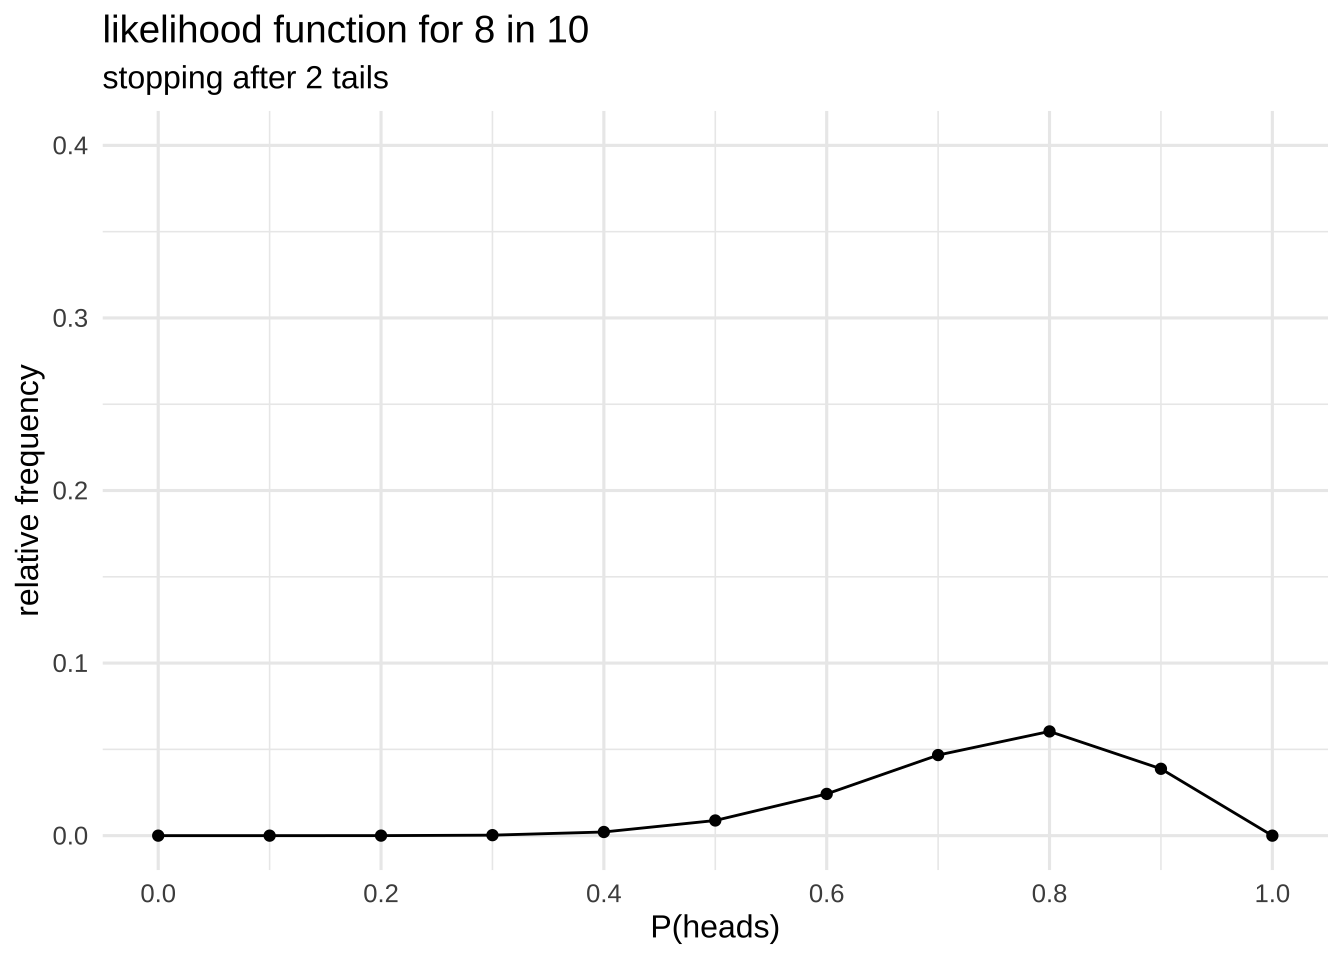 likelihood function for 8 in 10
stopping after 2 tails
relative frequency
0.4
0.3
0.2
0.1
0.0
0.0 0.2 0.4 0.6 0.8 1.0
P(heads)